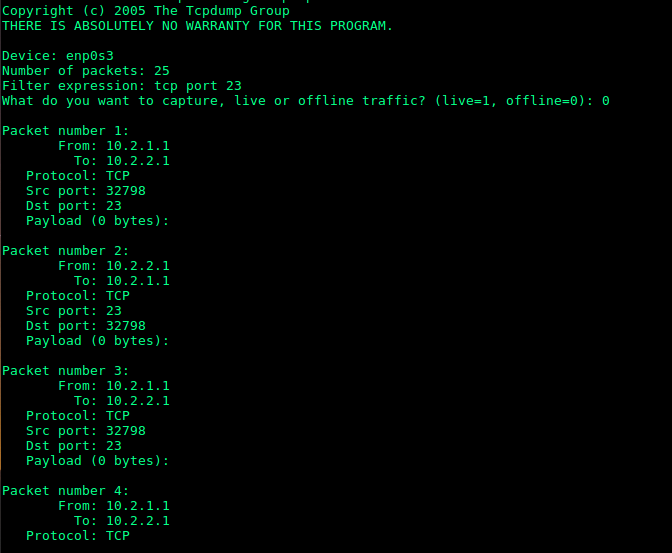 Copyright (c) 2005 The Tcpdump Group
THERE IS ABSOLUTELY NO WARRANTY FOR THIS PROGRAM.
Device: enp0s3
Number of packets: 25
Filter expression: tcp port 23
What do you want to capture, live or offline traffic? (live=1, offline=0): 0
Packet number 1:
From: 10.2.1.1
To: 10.2.2.1
Protocol: TCP
Src port: 32798
Dst port: 23
Payload (0 bytes):
Packet number 2:
From: 10.2.2.1
To: 10.2.1.1
Protocol: TCP
Src port: 23
Dst port: 32798
Payload (0 bytes):
Packet number 3:
From: 10.2.1.1
To: 10.2.2.1
Protocol: TCP
Src port: 32798
Dst port: 23
Payload (0 bytes):
Packet number 4:
From: 10.2.1.1
To: 10.2.2.1
Protocol: TCP